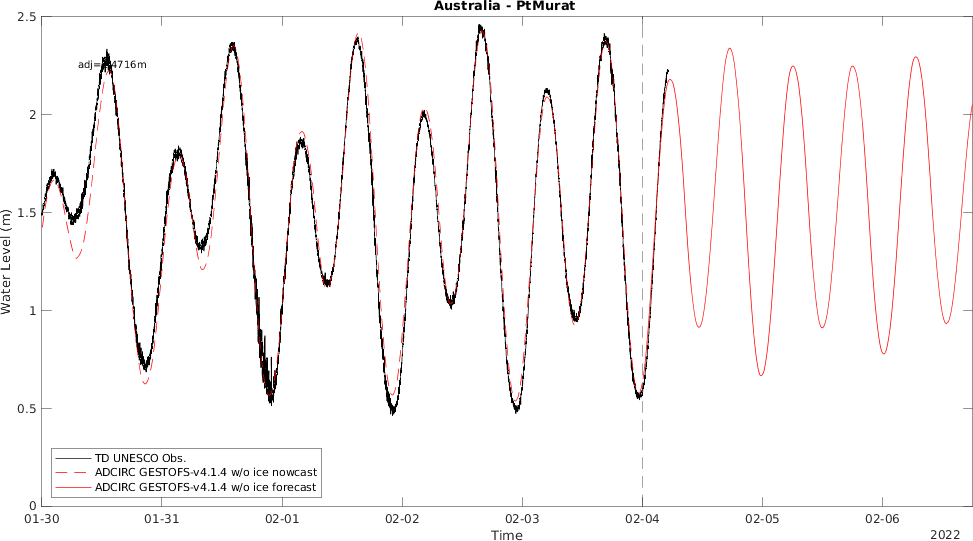 Australia - PtMurat
2.5
2
1.5
1
0.5
0
Water Level (m)
4716m
TD UNESCO Obs.
ADCIRC GESTOFS-v4.1.4 w/o ice nowcast
ADCIRC GESTOFS-v4.1.4 w/o ice forecast
01-30 01-31 02-01 02-02 02-03 02-04 02-05 02-06
Time
2022